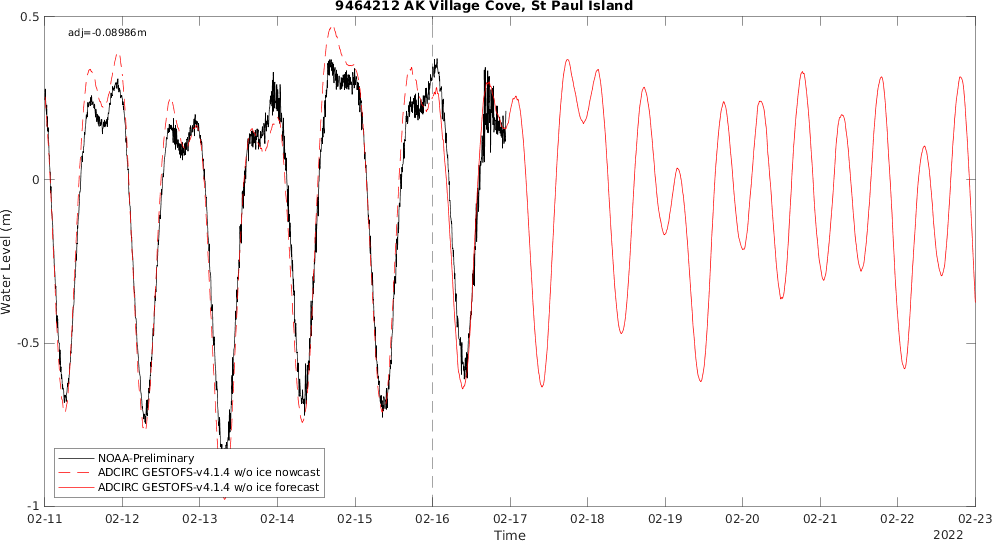 9464212 AK Village Cove, St Paul Island
adj=-0.08986m
0.5
0
-0.5
-1
Water Level (m)
NOAA-Preliminary
ADCIRC GESTOFS-v4.1.4 w/o ice nowcast
ADCIRC GESTOFS-v4.1.4 w/o ice forecast
02-11 02-12 02-13 02-14 02-15 02-16 02-17 02-18 02-19 02-20 02-21 02-22 02-23
Time
2022